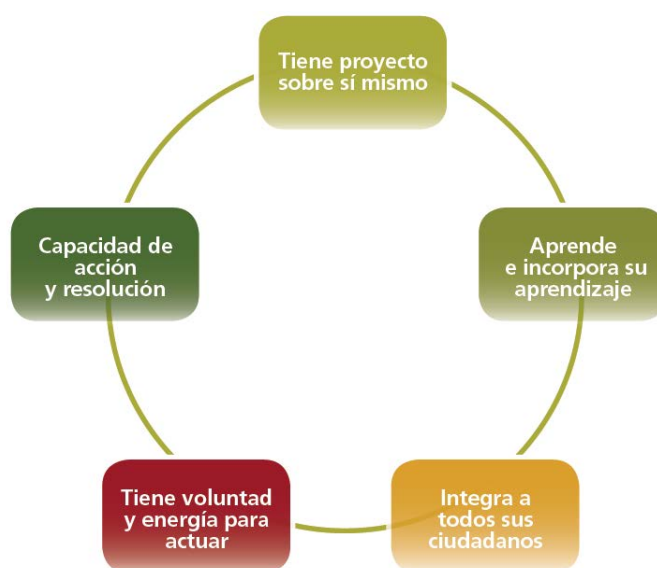 Tiene proyecto
sobre sí mismo
Aprende
e incorpora su
aprendizaje
Integra a
todos sus
ciudadanos
Tiene voluntad
y energía para
actuar
Capacidad de
acción
y resolución